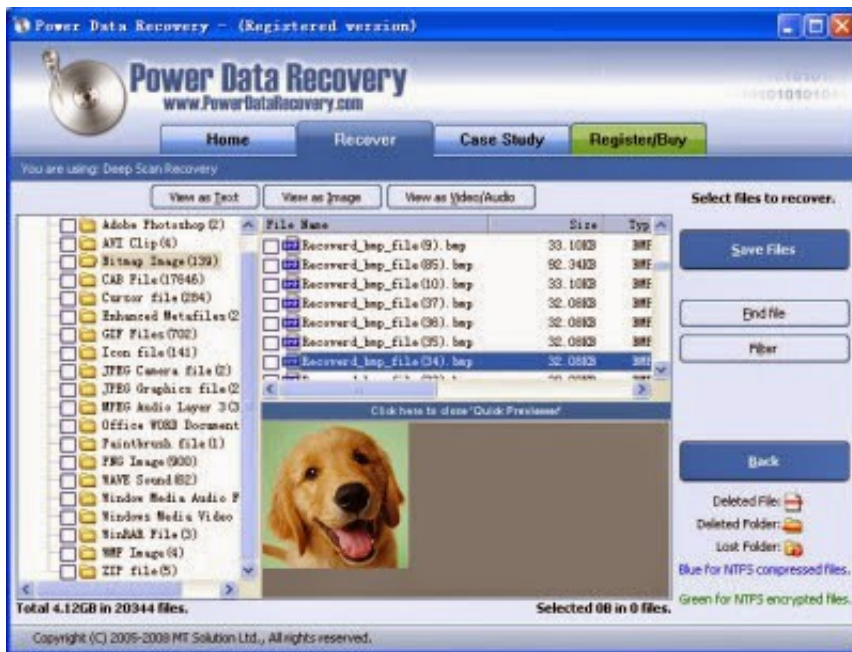 Power Data Recovery - (Registered version)
Power Data Recovery
www.PowerDataRecovery.com
Home
Recover
Case Study
Register/Buy
You are using: Deep Scan Recovery
View as Text
View as Image
View as Video/Audio
Select files to recover.
Adobe Photoshop(2)
AVI Clip(4)
Bitmap Image(139)
CAB File(17646)
Cursor file(284)
Enhanced Metafiles(2
GIF Files(702)
Icon file(141)
JPEG Camera file(2)
JPEG Graphics file(2
MPEG Audio Layer 3(3
Office WORD Document
Paintbrush file(1)
PNG Image(900)
WAVE Sound(82)
Window Media Audio F
Windows Media Video
WinRAR File(3)
WMF Image(4)
ZIP file(5)
File Name Size Typ
Recoverd_bmp_file(9).bmp 33.10KB BMF
Recoverd_bmp_file(85).bmp 92.34KB BMF
Recoverd_bmp_file(10).bmp 33.10KB BMF
Recoverd_bmp_file(37).bmp 32.08KB BMF
Recoverd_bmp_file(36).bmp 32.08KB BMF
Recoverd_bmp_file(35).bmp 32.08KB BMF
Recoverd_bmp_file(34).bmp 32.08KB BMF
Click here to close 'Quick Previewer'
Save Files
Find file
Filter
Back
Deleted File:
Deleted Folder:
Lost Folder:
Blue for NTFS compressed files.
Green for NTFS encrypted files.
Total 4.12GB in 20344 files.
Selected 0B in 0 files.
Copyright (C) 2005-2008 MT Solution Ltd., All rights reserved.